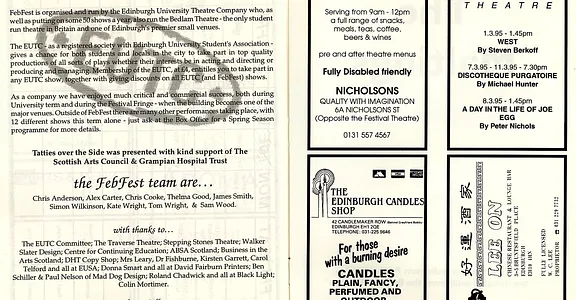 FebFest is organised and run by the Edinburgh University Theatre Company who, as
well as putting on some 50 shows a year, also run the Bedlam Theatre - the only student
run theatre in Britain and one of Edinburgh's premier small venues.
The EUTC - as a registered society with Edinburgh University Student's Association -
gives a chance for both students and locals in the city to take part in top quality
productions of all sorts of plays whether their interests be in acting and directing or
producing and managing. Membership of the EUTC, at £4, entitles you to take part in
any EUTC show, together with big discounts on all EUTC (and FebFest) shows.
As a company we have enjoyed much critical and commercial success, both during
University term and during the Festival Fringe - when the building becomes one of the
major venues. Outside of FebFest there are many other performances taking place, with
12 different shows this term alone - just ask at the Box Office for a Spring Season
programme for more details.
Tatties over the Side was presented with kind support of The
Scottish Arts Council & Grampian Hospital Trust
the FebFest team are...
Chris Anderson, Alex Carter, Chris Cooke, Thelma Good, James Smith,
Simon Wilkinson, Kate Wright, Tom Wright, & Sam Wood.
with thanks to...
The EUTC Committee; The Traverse Theatre; Stepping Stones Theatre; Walker
Slater Design; Centre for Continuing Education; ABSA Scotland; Business in the
Arts Scotland; DHT Copy Shop; Mrs Leary, Dr Fishburne, Kirsten Garrett, Carol
Telford and all at EUSA; Donna Smart and all at David Fairburn Printers; Ben
Schiller & Paul Nelson of Mad Dog Design; Roland Chadwick and all at Black Light;
Colin Mortimer.
EUTC
Serving from 9am - 12pm
a full range of snacks,
meals, teas, coffee,
beers & wines
pre and after theatre menus
Fully Disabled friendly
NICHOLSONS
QUALITY WITH IMAGINATION
6A NICHOLSONS ST
(Opposite the Festival Theatre)
0131 557 4567
THE
EDINBURGH CANDLES
SHOP
42 CANDLEMAKER ROW
EDINBURGH EH1 2QE
TELEPHONE: 031-225 9646
For those
with a burning desire
CANDLES
PLAIN, FANCY,
PERFUMED AND
OUTDOOR
THEATRE
1.3.95 - 1.45pm
WEST
By Steven Berkoff
7.3.95 - 11.3.95 - 7.30pm
DISCOTHEQUE PURGATOIRE
By Michael Hunter
8.3.95 - 1.45pm
A DAY IN THE LIFE OF JOE
EGG
By Peter Nichols
好運酒家
LEE ON
CHINESE RESTAURANT & LOUNGE BAR
3-5 BRUNTSFIELD PLACE
EDINBURGH
EH10 4HN
FULLY LICENSED
W. C. LEE
PROPRIETOR
☎ 031 229 7732